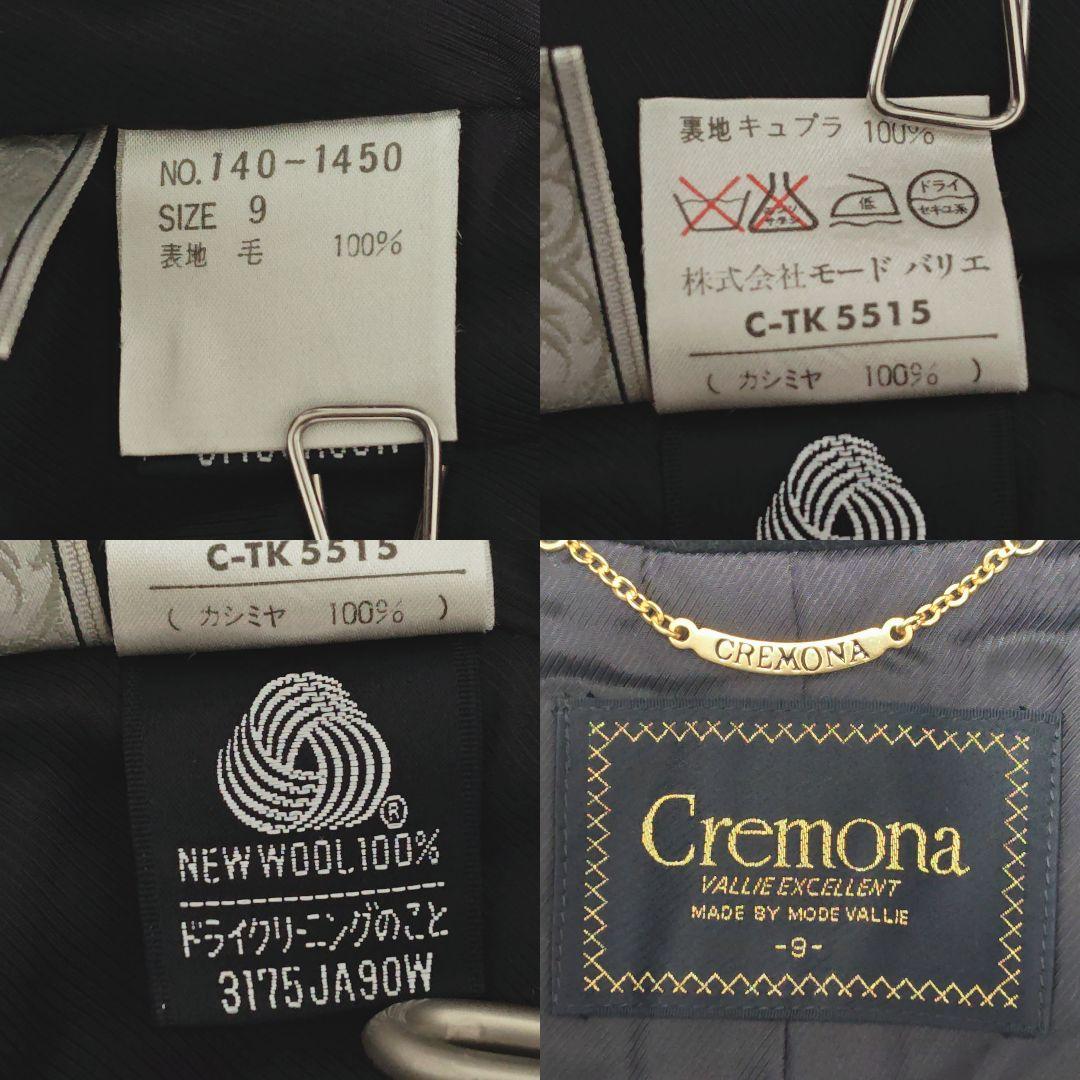 NO. 140-1450
SIZE 9
表地 毛 100%
裏地 キュプラ 100%
低
ドライ
セキユ系
株式会社モード バリエ
C-TK 5515
( カシミヤ 100% )
C-TK 5515
( カシミヤ 100% )
®
NEW WOOL 100%
ドライクリーニングのこと
3175JA90W
CREMONA
Cremona
VALLIE EXCELLENT
MADE BY MODE VALLIE
-9-